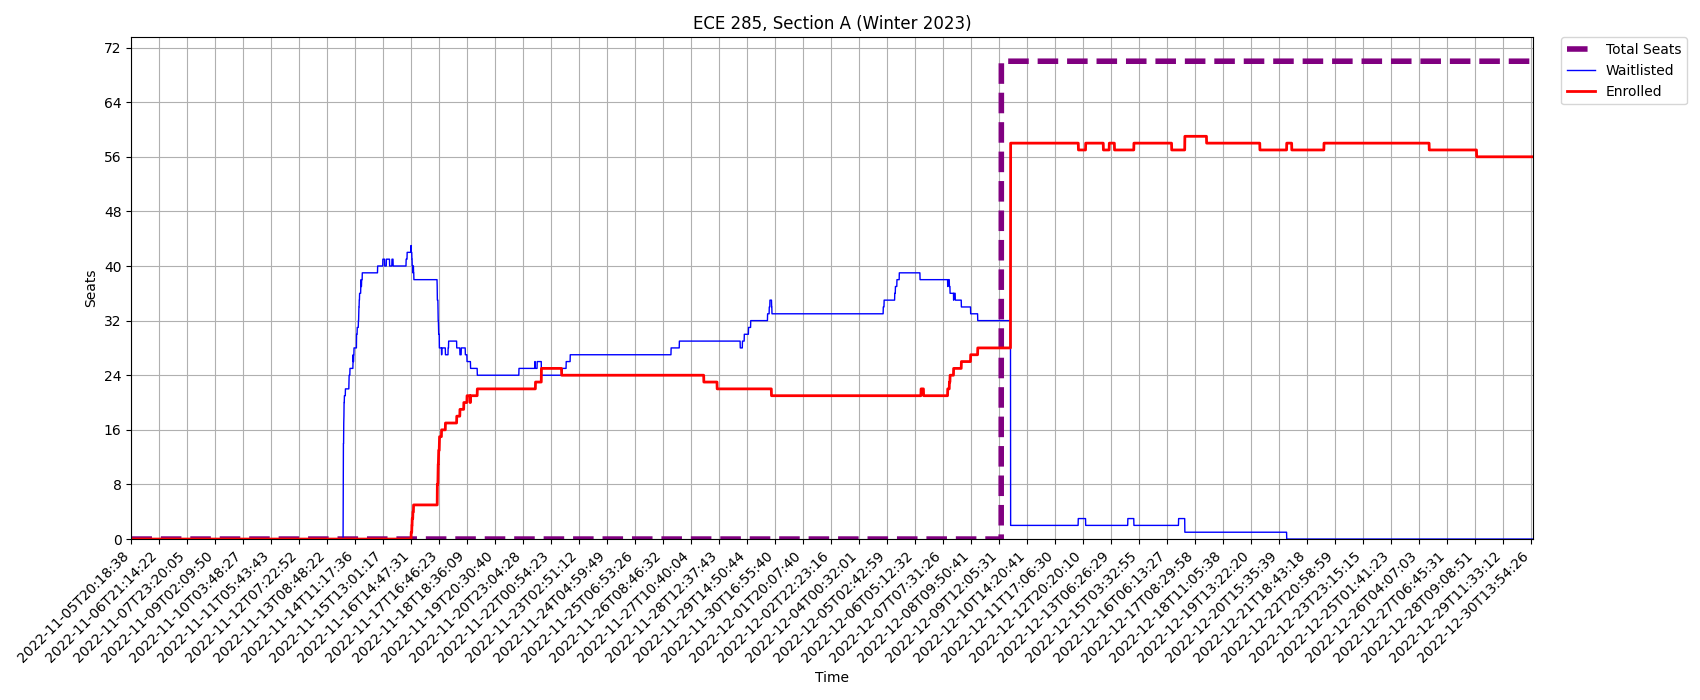 ECE 285, Section A (Winter 2023)
Total Seats
Waitlisted
Enrolled
72
64
56
48
40
32
24
16
8
0
Seats
2022-11-05T20:18:38
2022-11-06T21:14:22
2022-11-07T23:20:05
2022-11-09T02:09:50
2022-11-10T03:48:27
2022-11-11T05:43:43
2022-11-12T07:22:52
2022-11-13T08:48:22
2022-11-14T11:17:36
2022-11-15T13:01:17
2022-11-16T14:47:31
2022-11-17T16:46:23
2022-11-18T18:36:09
2022-11-19T20:30:40
2022-11-20T23:04:28
2022-11-22T00:54:23
2022-11-23T02:51:12
2022-11-24T04:59:49
2022-11-25T06:53:26
2022-11-26T08:46:32
2022-11-27T10:40:04
2022-11-28T12:37:43
2022-11-29T14:50:44
2022-11-30T16:55:40
2022-12-01T20:07:40
2022-12-02T22:23:16
2022-12-04T00:32:01
2022-12-05T02:42:59
2022-12-06T05:12:32
2022-12-07T07:31:26
2022-12-08T09:50:41
2022-12-09T12:05:31
2022-12-10T14:20:41
2022-12-11T17:06:30
2022-12-12T20:20:10
2022-12-13T06:26:29
2022-12-15T03:32:55
2022-12-16T06:13:27
2022-12-17T08:29:58
2022-12-18T11:05:38
2022-12-19T13:22:20
2022-12-20T15:35:39
2022-12-21T18:43:18
2022-12-22T20:58:59
2022-12-23T23:15:15
2022-12-25T01:41:23
2022-12-26T04:07:03
2022-12-27T06:45:31
2022-12-28T09:08:51
2022-12-29T11:33:12
2022-12-30T13:54:26
Time